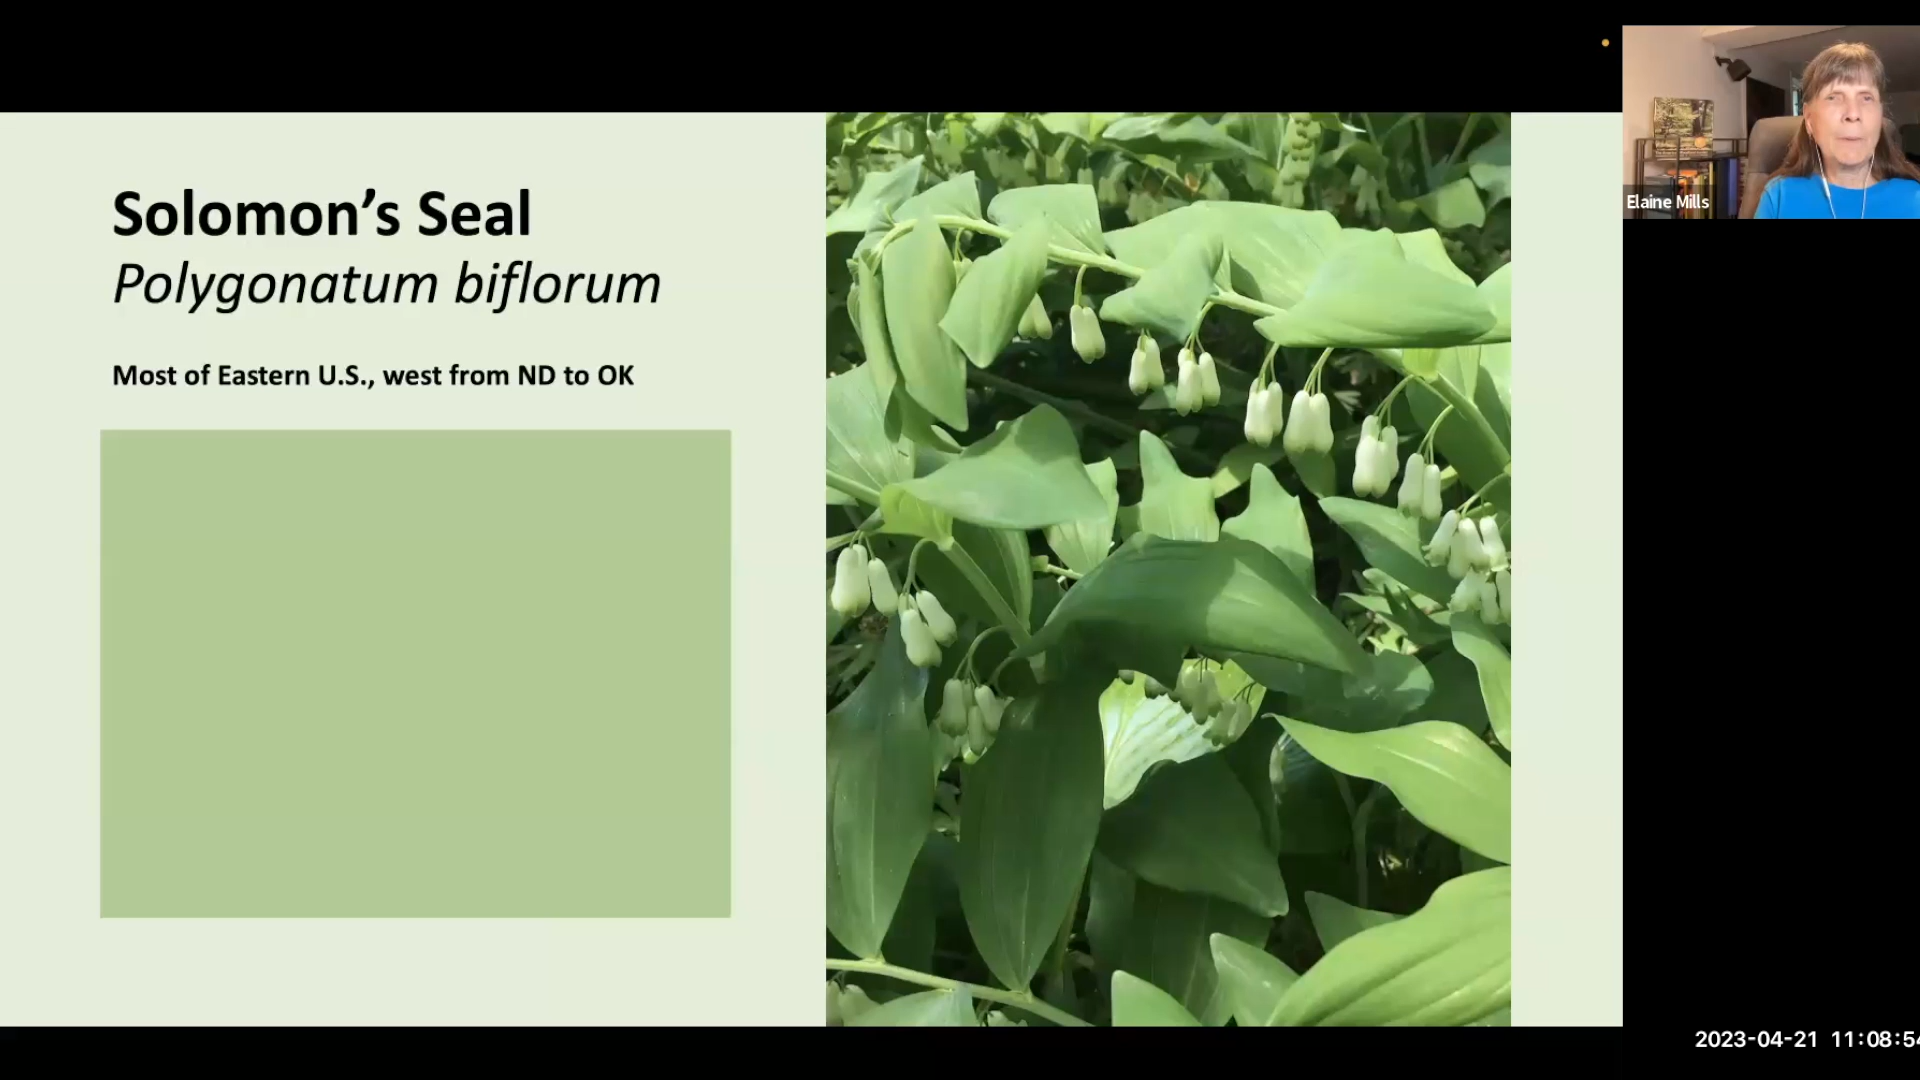 Solomon's Seal
Polygonatum biflorum
Most of Eastern U.S., west from ND to OK
Elaine Mills
2023-04-21 11:08:54